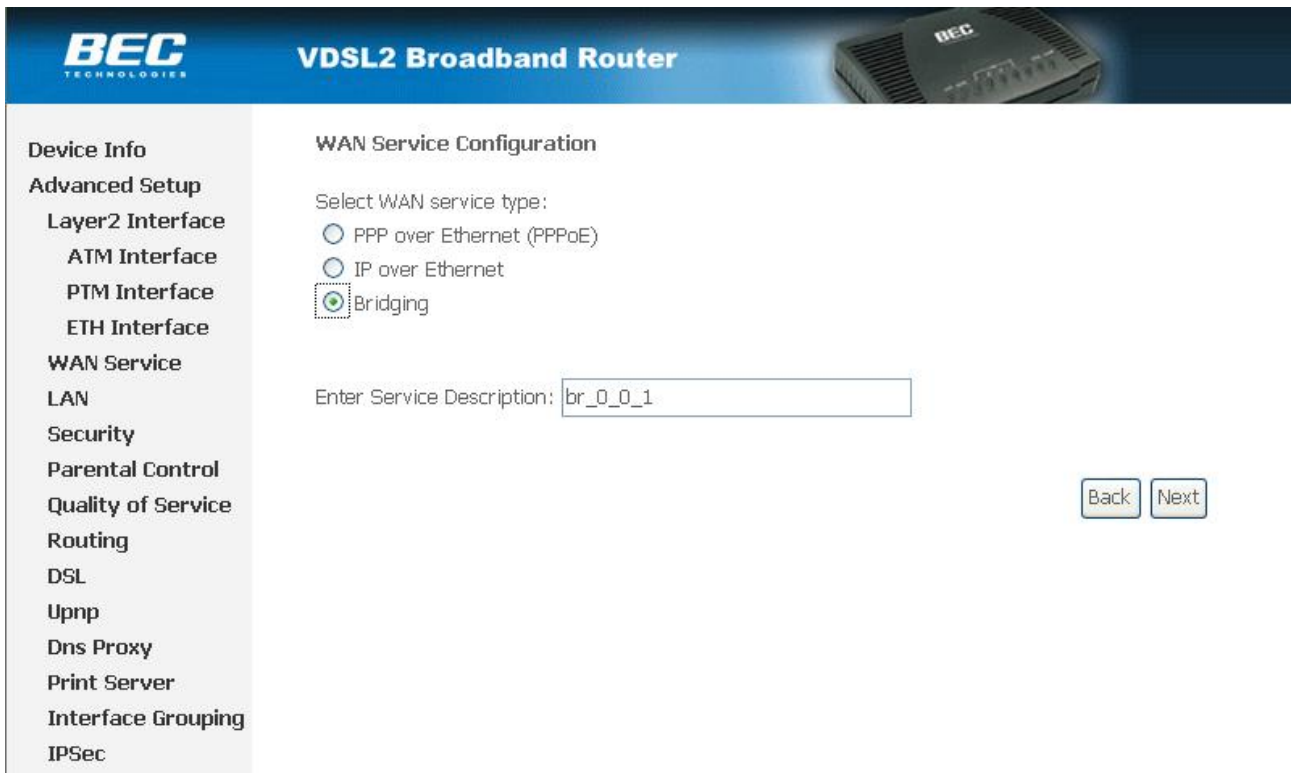 BEC
TECHNOLOGIES
VDSL2 Broadband Router
BEC
Device Info
Advanced Setup
Layer2 Interface
ATM Interface
PTM Interface
ETH Interface
WAN Service
LAN
Security
Parental Control
Quality of Service
Routing
DSL
Upnp
Dns Proxy
Print Server
Interface Grouping
IPSec
WAN Service Configuration
Select WAN service type:
PPP over Ethernet (PPPoE)
IP over Ethernet
Bridging
Enter Service Description: br_0_0_1
Back Next